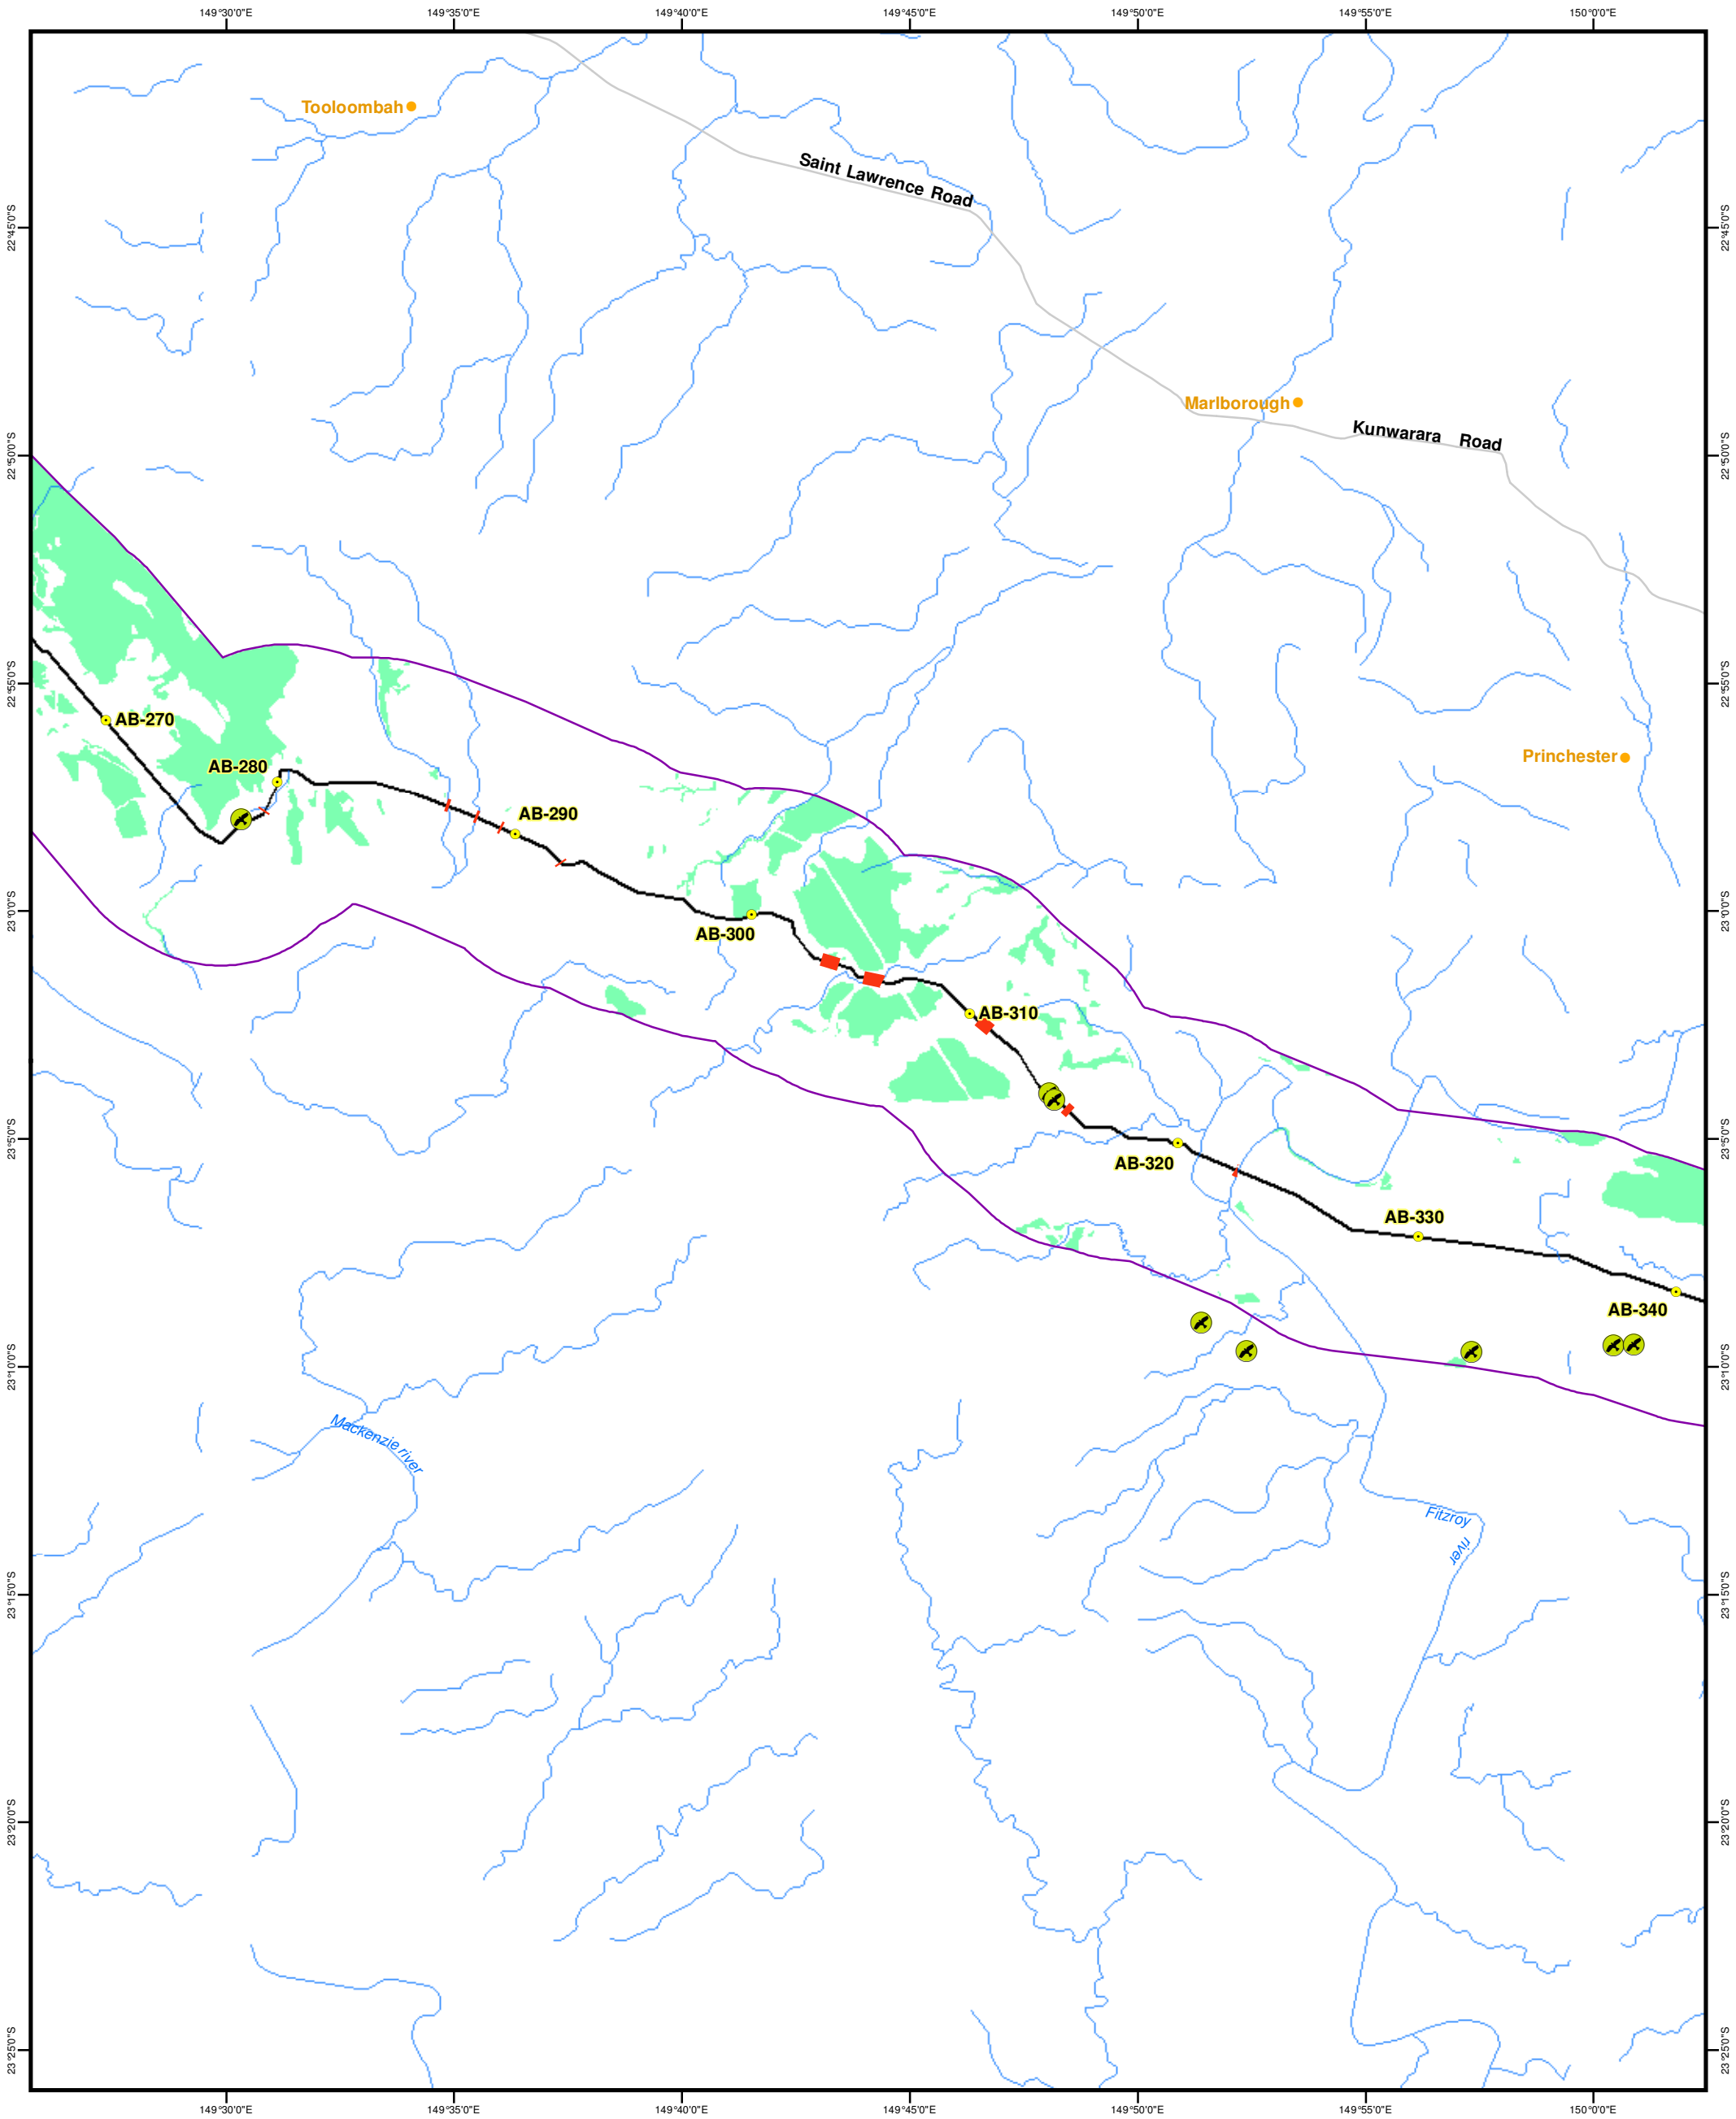 149°30'0"E
149°35'0"E
149°40'0"E
149°45'0"E
149°50'0"E
149°55'0"E
150°0'0"E
Tooloombah
Saint Lawrence Road
22°45'0"S
22°45'0"S
Marlborough
Kunwarara Road
22°50'0"S
22°50'0"S
22°55'0"S
22°55'0"S
AB-270
Princhester
AB-280
AB-290
23°0'0"S
23°0'0"S
AB-300
AB-310
23°5'0"S
23°5'0"S
AB-320
AB-330
AB-340
23°10'0"S
23°10'0"S
Mackenzie river
Fitzroy
river
23°15'0"S
23°15'0"S
23°20'0"S
23°20'0"S
23°25'0"S
23°25'0"S
149°30'0"E
149°35'0"E
149°40'0"E
149°45'0"E
149°50'0"E
149°55'0"E
150°0'0"E